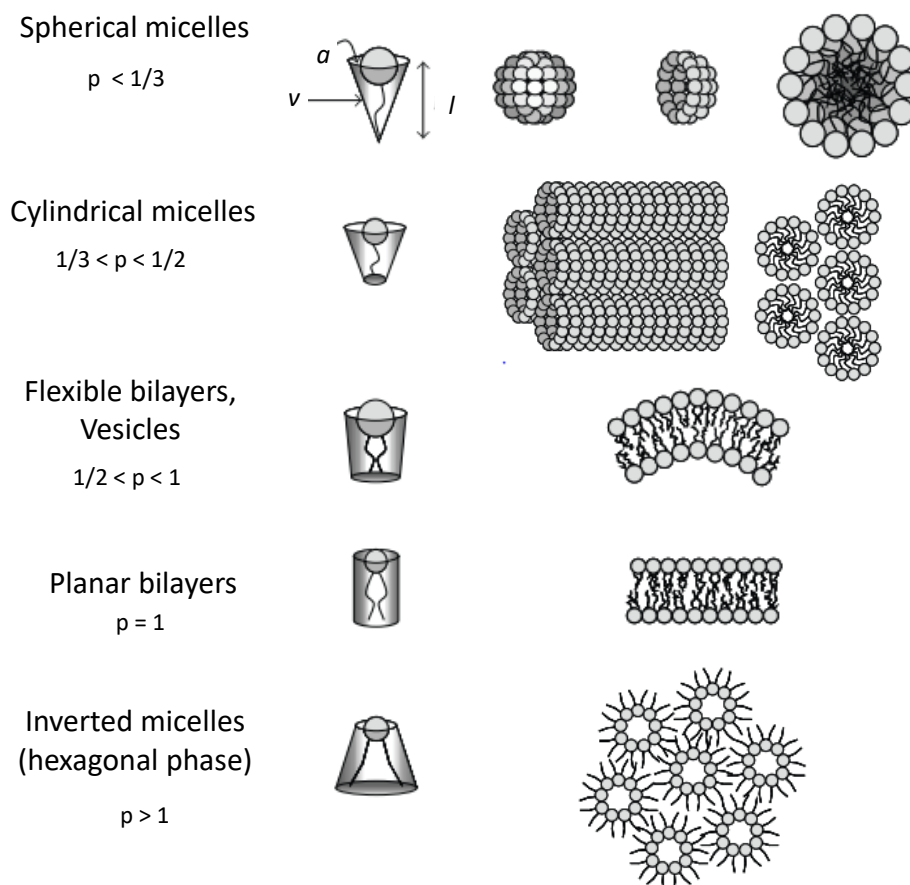 Spherical micelles
p < 1/3
a
v
l
Cylindrical micelles
1/3 < p < 1/2
Flexible bilayers,
Vesicles
1/2 < p < 1
Planar bilayers
p = 1
Inverted micelles
(hexagonal phase)
p > 1